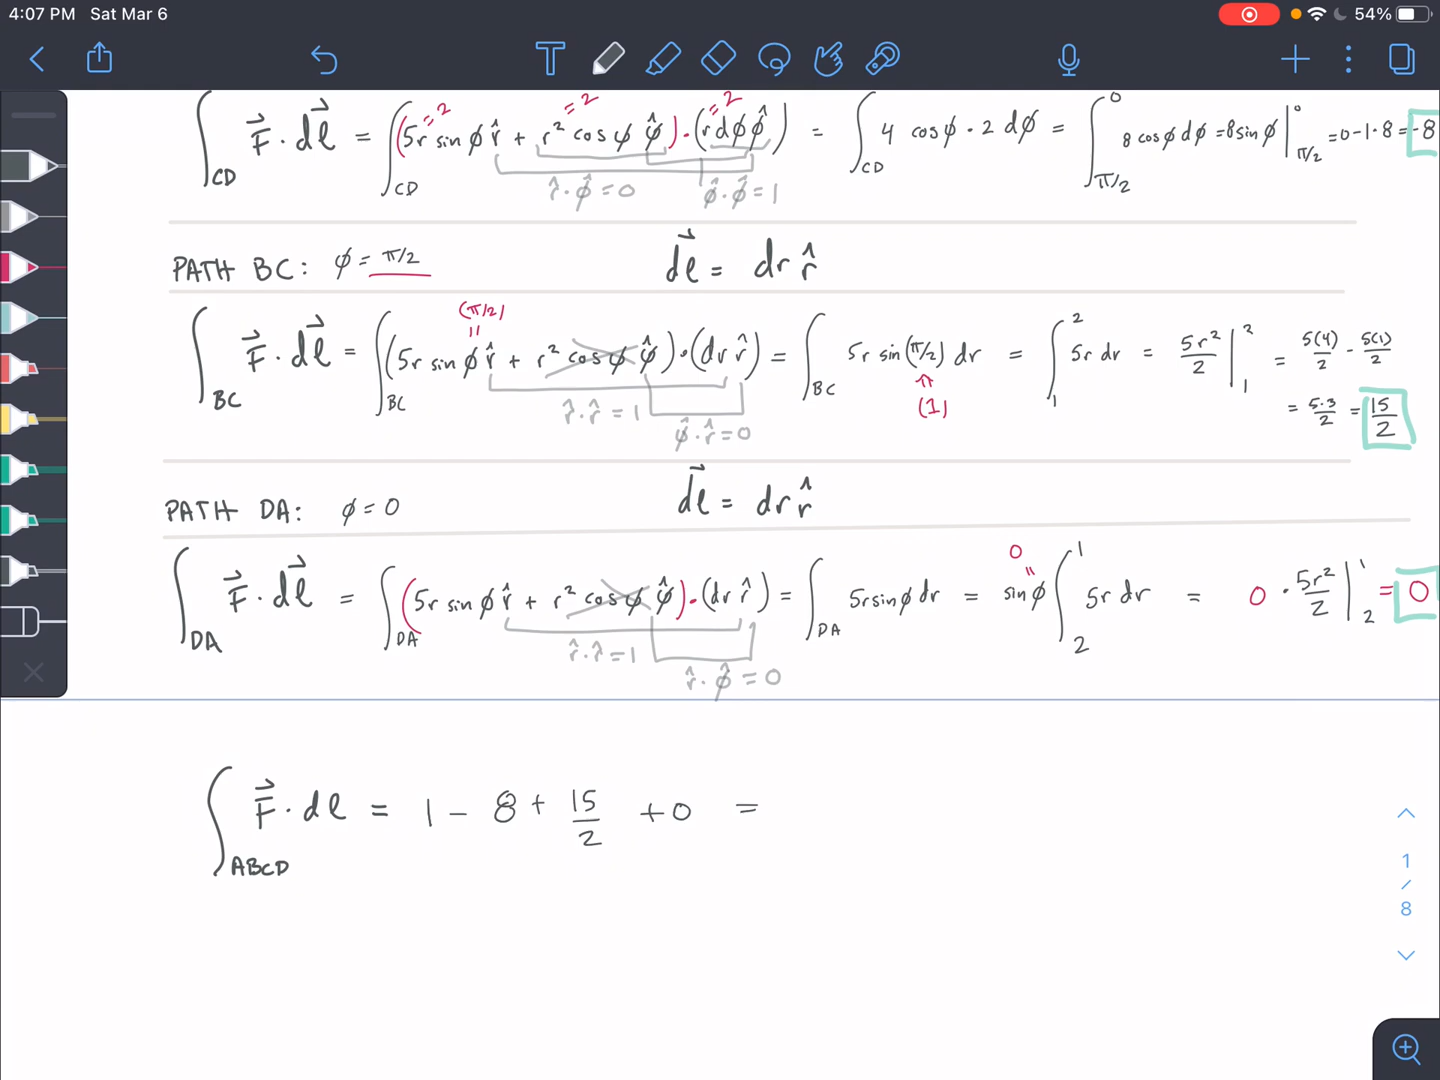 4:07 PM Sat Mar 6 54%
∫CD F⃗ · dℓ⃗ = ∫CD (5r sin ϕ r̂ + r² cos ϕ ϕ̂) · (r dϕ ϕ̂) = ∫CD 4 cos ϕ · 2 dϕ = ∫π/2^0 8 cos ϕ dϕ = 8 sin ϕ |π/2^0 = 0 - 1·8 = -8
=2 =2 =2
r̂ · ϕ̂ = 0 ϕ̂ · ϕ̂ = 1
PATH BC: ϕ = π/2 dℓ⃗ = dr r̂
(π/2)
=
∫BC F⃗ · dℓ⃗ = ∫BC (5r sin ϕ r̂ + r² cos ϕ ϕ̂) · (dr r̂) = ∫BC 5r sin (π/2) dr = ∫1^2 5r dr = 5r²/2 |1^2 = 5(4)/2 - 5(1)/2
(1)
= 5·3/2 = 15/2
r̂ · r̂ = 1 ϕ̂ · r̂ = 0
PATH DA: ϕ = 0 dℓ⃗ = dr r̂
0
=
∫DA F⃗ · dℓ⃗ = ∫DA (5r sin ϕ r̂ + r² cos ϕ ϕ̂) · (dr r̂) = ∫DA 5r sin ϕ dr = sin ϕ ∫2^1 5r dr = 0 · 5r²/2 |2^1 = 0
r̂ · r̂ = 1 r̂ · ϕ̂ = 0
∫ABCD F⃗ · dℓ = 1 - 8 + 15/2 + 0 =
1
/
8